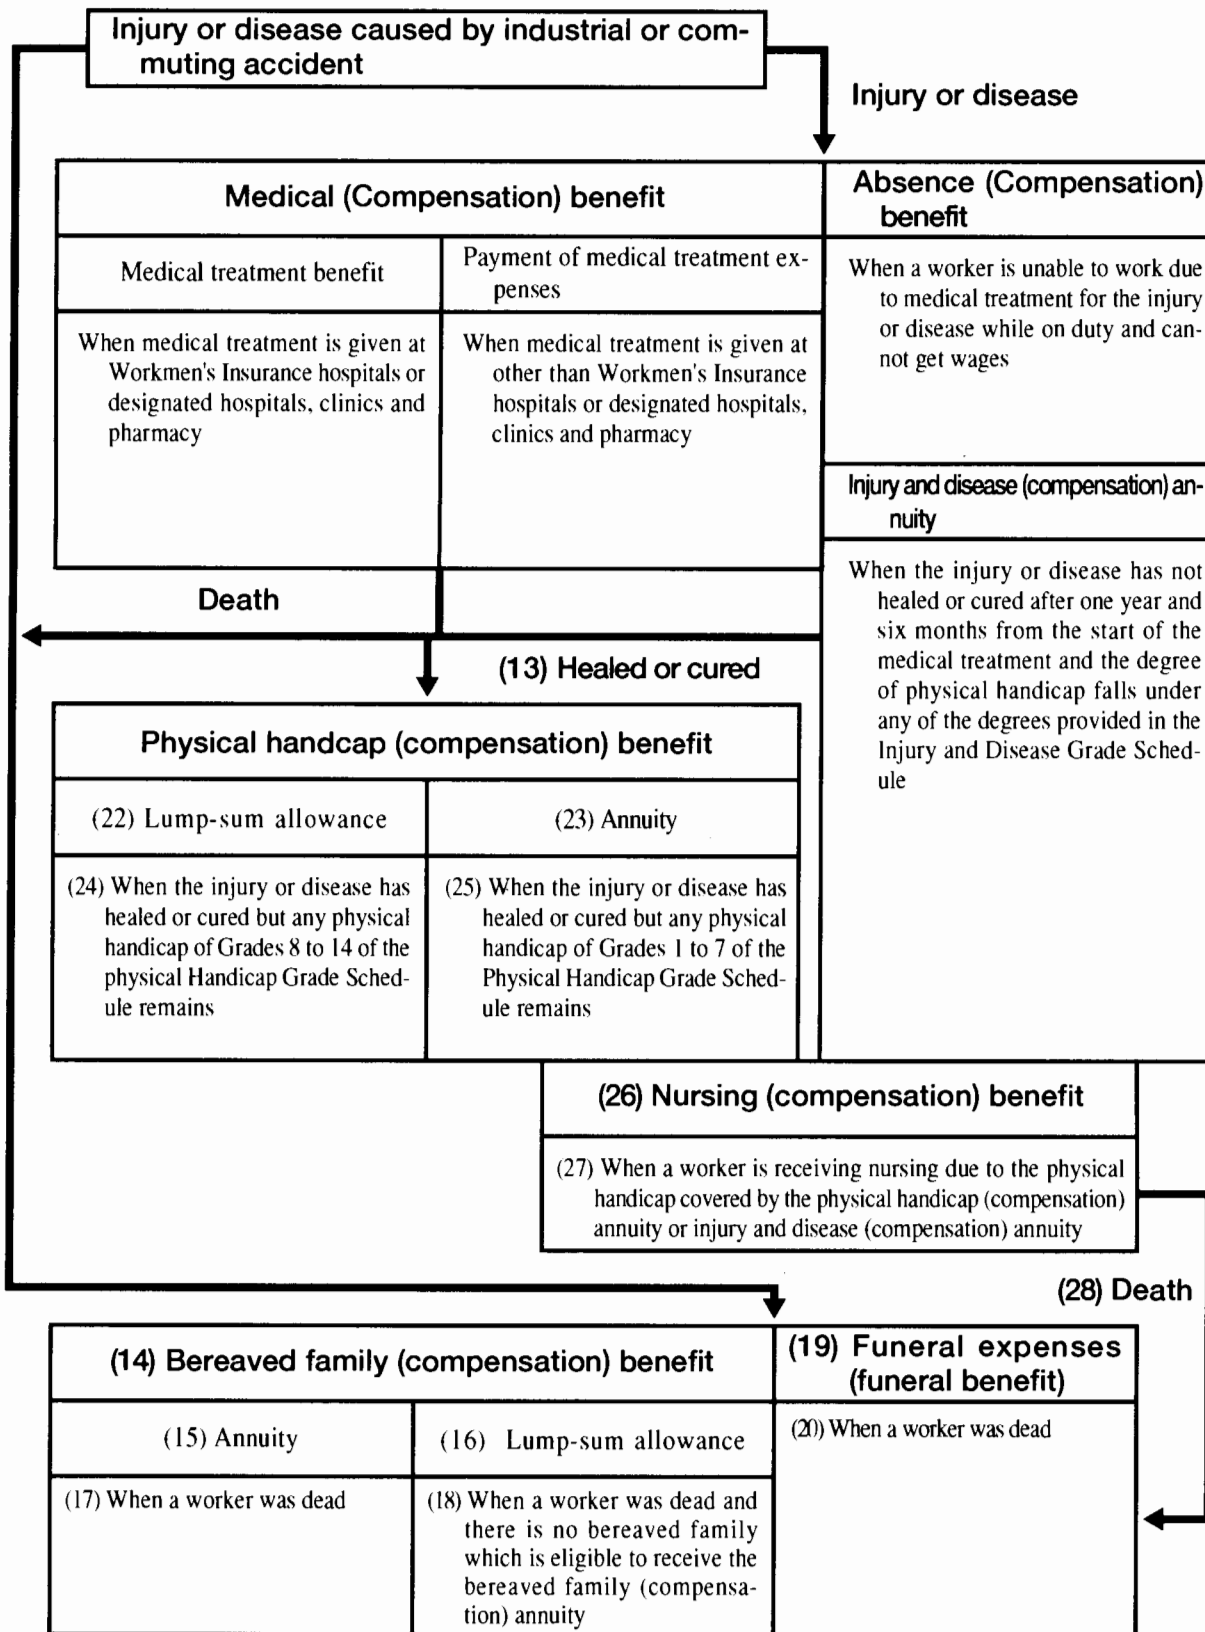 Injury or disease caused by industrial or com-
muting accident
Injury or disease
Medical (Compensation) benefit
Absence (Compensation)
benefit
Medical treatment benefit
Payment of medical treatment ex-
penses
When medical treatment is given at
Workmen's Insurance hospitals or
designated hospitals, clinics and
pharmacy
When medical treatment is given at
other than Workmen's Insurance
hospitals or designated hospitals,
clinics and pharmacy
When a worker is unable to work due
to medical treatment for the injury
or disease while on duty and can-
not get wages
Injury and disease (compensation) an-
nuity
When the injury or disease has not
healed or cured after one year and
six months from the start of the
medical treatment and the degree
of physical handicap falls under
any of the degrees provided in the
Injury and Disease Grade Sched-
ule
Death
(13) Healed or cured
Physical handcap (compensation) benefit
(22) Lump-sum allowance
(23) Annuity
(24) When the injury or disease has
healed or cured but any physical
handicap of Grades 8 to 14 of the
physical Handicap Grade Sched-
ule remains
(25) When the injury or disease has
healed or cured but any physical
handicap of Grades 1 to 7 of the
Physical Handicap Grade Sched-
ule remains
(26) Nursing (compensation) benefit
(27) When a worker is receiving nursing due to the physical
handicap covered by the physical handicap (compensation)
annuity or injury and disease (compensation) annuity
(28) Death
(14) Bereaved family (compensation) benefit
(19) Funeral expenses
(funeral benefit)
(15) Annuity
(16) Lump-sum allowance
(17) When a worker was dead
(18) When a worker was dead and
there is no bereaved family
which is eligible to receive the
bereaved family (compensa-
tion) annuity
(20) When a worker was dead